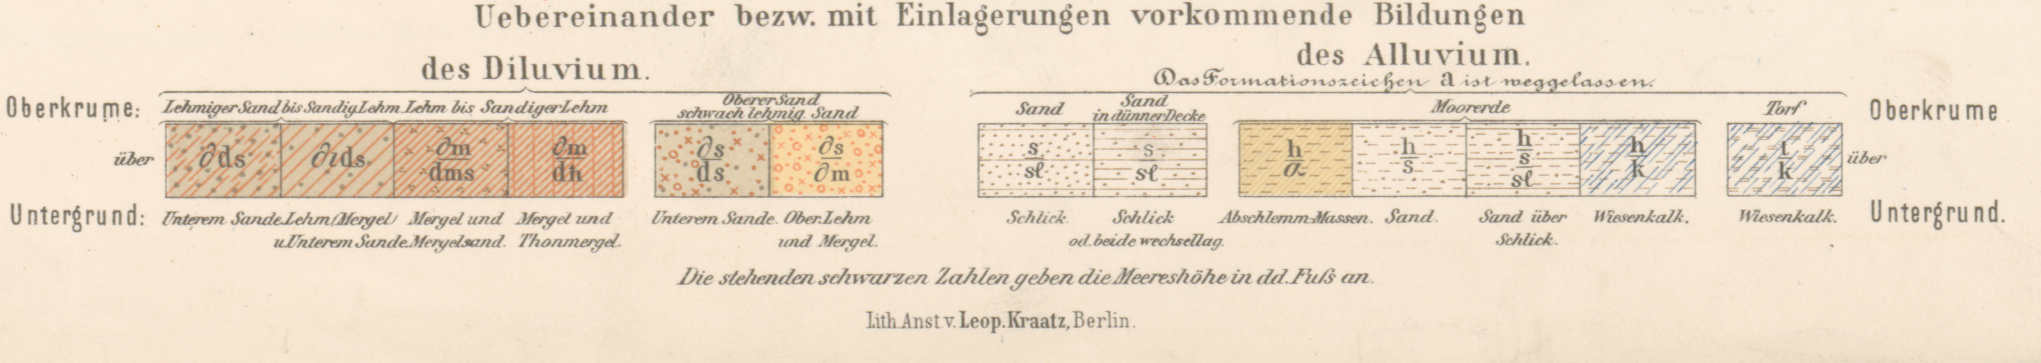 Uebereinander bezw. mit Einlagerungen vorkommende Bildungen
des Diluvium.
des Alluvium.
Das Formationszeichen a ist weggelassen.
Oberkrume: Lehmiger Sand bis Sandig.Lehm Lehm bis Sandiger Lehm
Oberer Sand
schwach lehmig. Sand
Sand
Sand
in dünner Decke
Moorerde
Torf
Oberkrume
über
∂ds
∂ıds
∂m
dms
∂m
dh
∂s
ds
∂s
∂m
s
sℓ
s
sℓ
h
α
h
s
h
s
sℓ
h
k
t
k
über
Untergrund: Unterem Sande. Lehm (Mergel) Mergel und Mergel und
u. Unterem Sande. Mergelsand. Thonmergel.
Unterem Sande. Ober. Lehm
und Mergel.
Schlick. Schlick
od. beide wechsellag.
Abschlemm-Massen. Sand. Sand über Wiesenkalk. Wiesenkalk. Untergrund.
Schlick.
Die stehenden schwarzen Zahlen geben die Meereshöhe in dd. Fuß an.
Lith. Anst. v. Leop. Kraatz, Berlin.